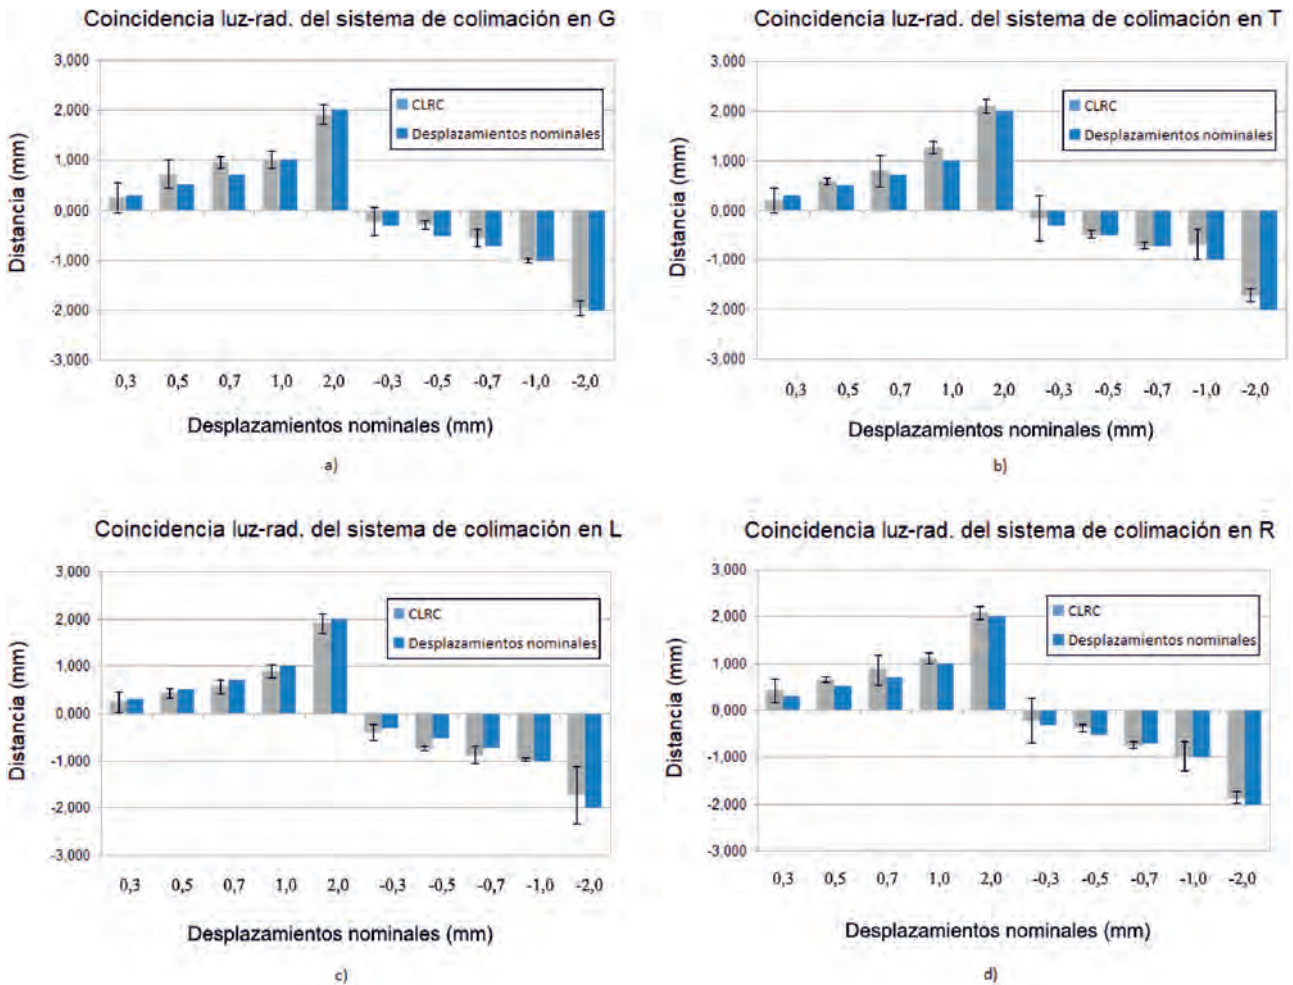 Coincidencia luz-rad. del sistema de colimación en G
3,000
2,000
1,000
0,000
-1,000
-2,000
-3,000
Distancia (mm)
CLRC
Desplazamientos nominales
0,3 0,5 0,7 1,0 2,0 -0,3 -0,5 -0,7 -1,0 -2,0
Desplazamientos nominales (mm)
a)
Coincidencia luz-rad. del sistema de colimación en T
3,000
2,000
1,000
0,000
-1,000
-2,000
-3,000
Distancia (mm)
CLRC
Desplazamientos nominales
0,3 0,5 0,7 1,0 2,0 -0,3 -0,5 -0,7 -1,0 -2,0
Desplazamientos nominales (mm)
b)
Coincidencia luz-rad. del sistema de colimación en L
3,000
2,000
1,000
0,000
-1,000
-2,000
-3,000
Distancia (mm)
CLRC
Desplazamientos nominales
0,3 0,5 0,7 1,0 2,0 -0,3 -0,5 -0,7 -1,0 -2,0
Desplazamientos nominales (mm)
c)
Coincidencia luz-rad. del sistema de colimación en R
3,000
2,000
1,000
0,000
-1,000
-2,000
-3,000
Distancia (mm)
CLRC
Desplazamientos nominales
0,3 0,5 0,7 1,0 2,0 -0,3 -0,5 -0,7 -1,0 -2,0
Desplazamientos nominales (mm)
d)